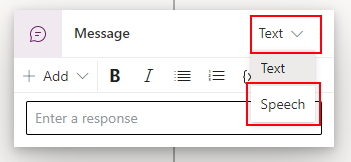 Message
Text
Text
+ Add B I {x
Speech
Enter a response